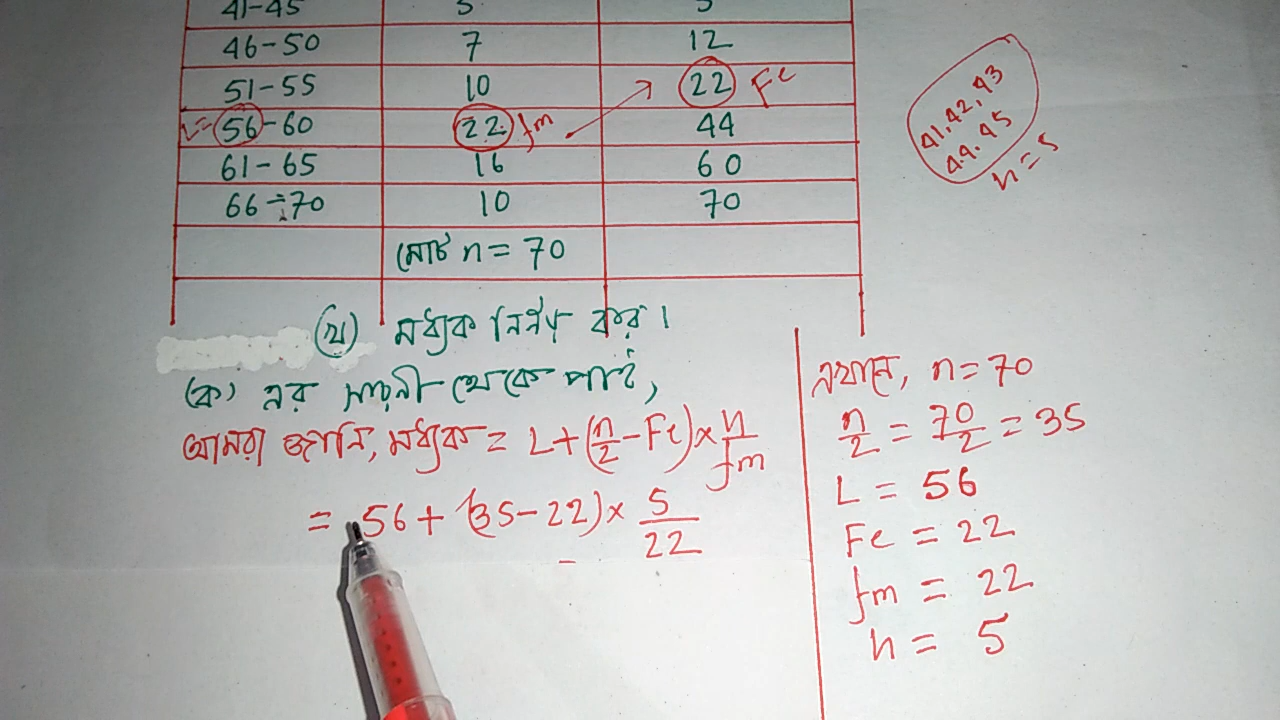 41-45 5 5
46-50 7 12
51-55 10 22 Fc
L= 56-60 22 fm 44
61-65 16 60
66-70 10 70
মোট n = 70
41, 42, 43
44, 45
h = 5
(খ) মধ্যক নির্ণয় কর।
(ক) এর সারণী থেকে পাই,
আমরা জানি, মধ্যক = L + (n/2 - Fc) × h/fm
= 56 + (35-22) × 5/22
এখানে, n = 70
n/2 = 70/2 = 35
L = 56
Fc = 22
fm = 22
h = 5